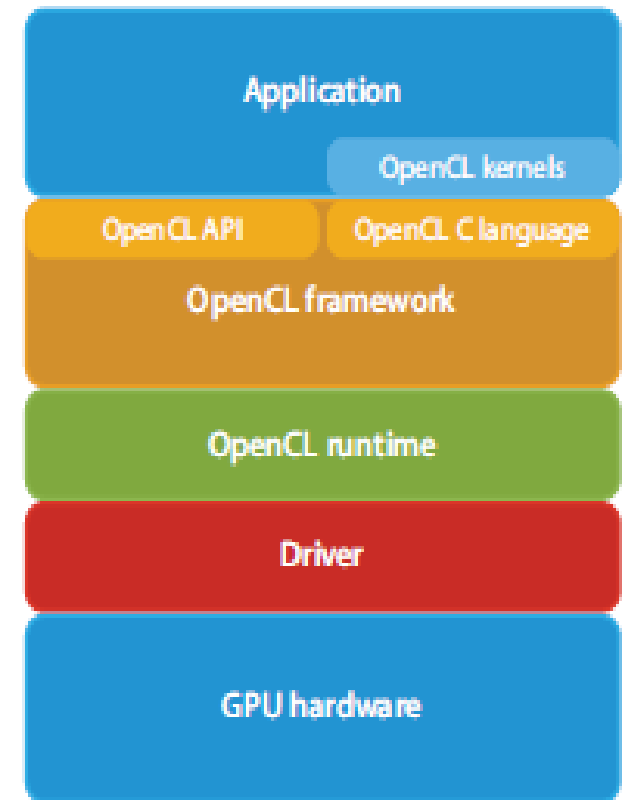 Application
OpenCL kernels
OpenCL API
OpenCL C language
OpenCL framework
OpenCL runtime
Driver
GPU hardware